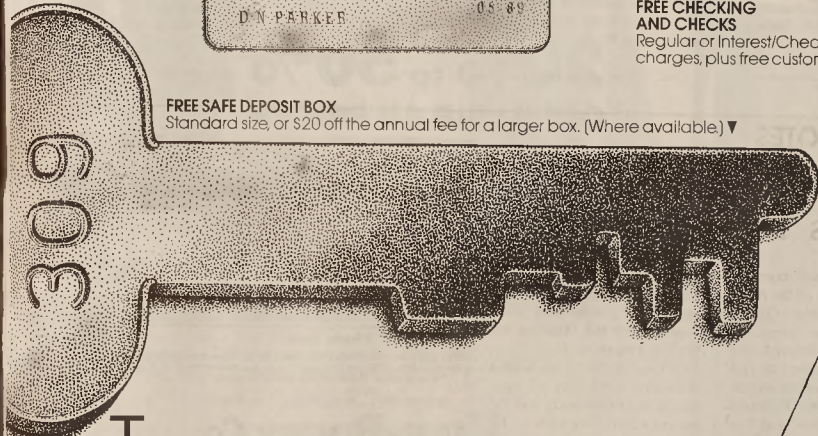 D N PARKER
05 89
FREE CHECKING
AND CHECKS
Regular or Interest/Chec
charges, plus free custom
FREE SAFE DEPOSIT BOX
Standard size, or $20 off the annual fee for a larger box. (Where available.) ▼
309
T